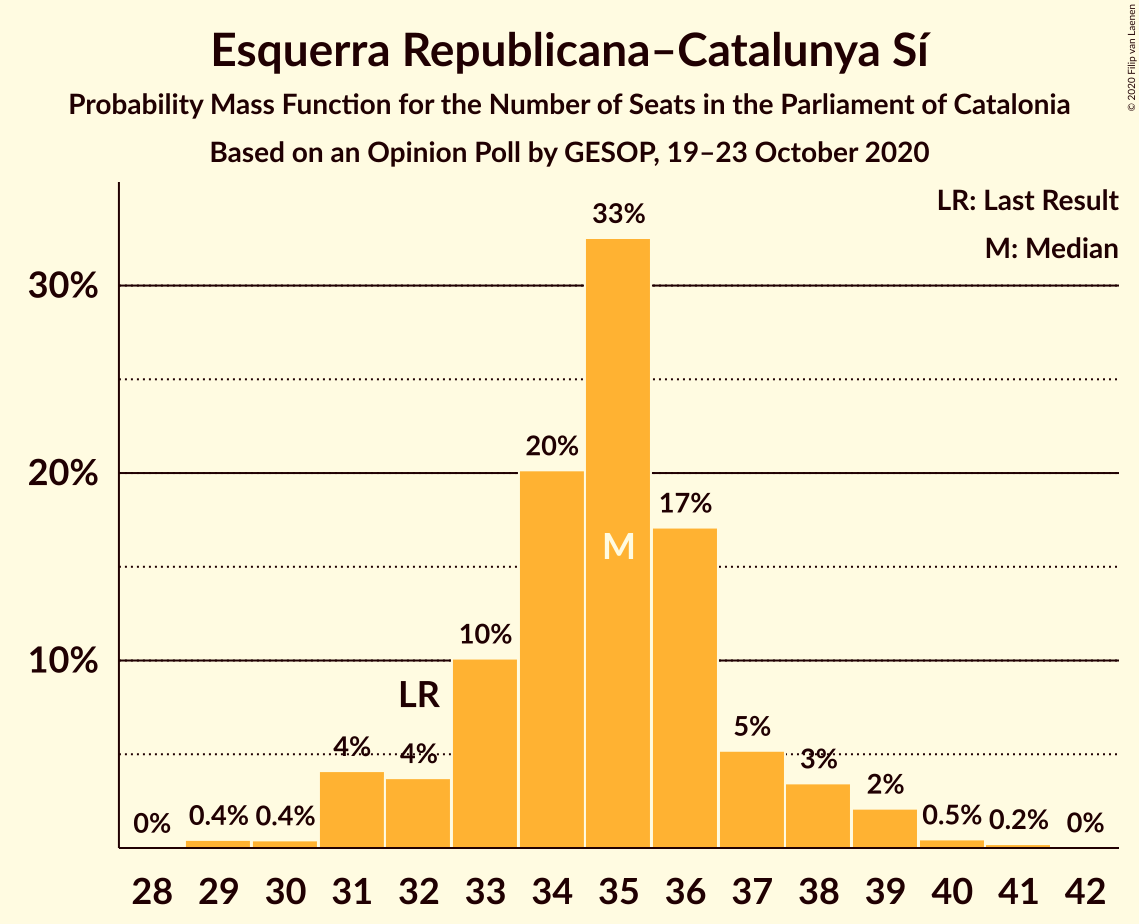 Esquerra Republicana–Catalunya Sí
Probability Mass Function for the Number of Seats in the Parliament of Catalonia
Based on an Opinion Poll by GESOP, 19–23 October 2020
© 2020 Filip van Laenen
LR: Last Result
M: Median
30%
20%
10%
0%
0.4%
0.4%
4%
4%
LR
10%
20%
33%
M
17%
5%
3%
2%
0.5%
0.2%
0%
28 29 30 31 32 33 34 35 36 37 38 39 40 41 42